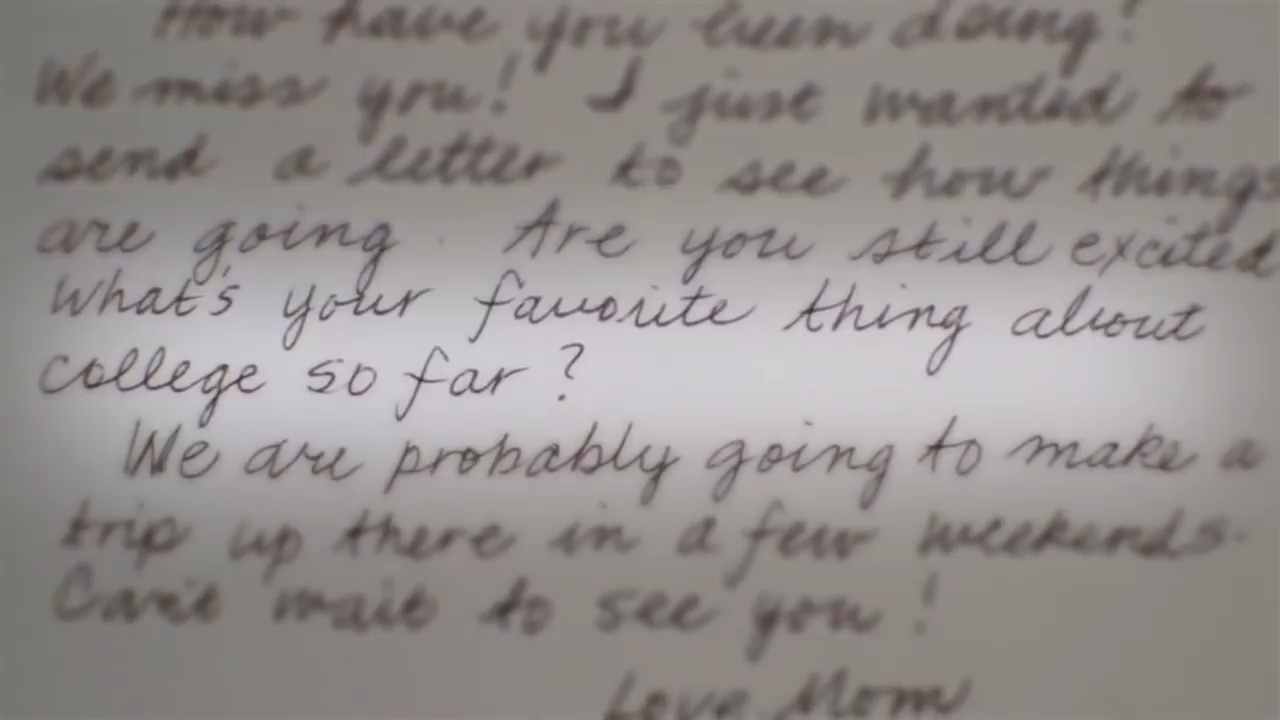 How have you been doing?
We miss you! I just wanted to
send a letter to see how things
are going. Are you still excited
What's your favorite thing about
college so far?
We are probably going to make a
trip up there in a few weekends.
Can't wait to see you!
Love, Mom